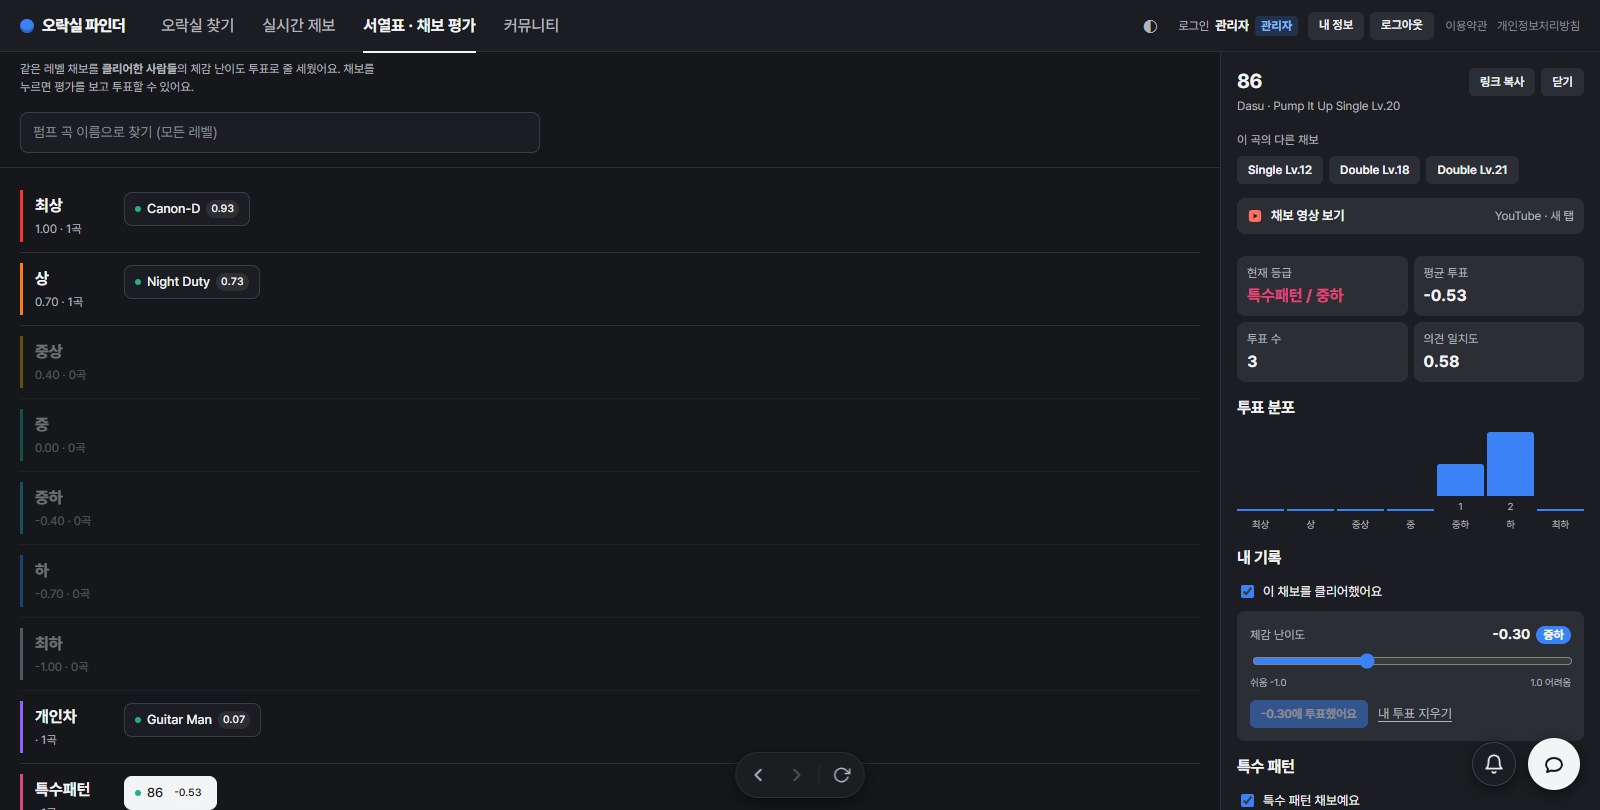 오락실 파인더
오락실 찾기
실시간 제보
서열표 · 채보 평가
커뮤니티
로그인 관리자 관리자
내 정보
로그아웃
이용약관
개인정보처리방침
같은 레벨 채보를 클리어한 사람들의 체감 난이도 투표로 줄 세웠어요. 채보를
누르면 평가를 보고 투표할 수 있어요.
펌프 곡 이름으로 찾기 (모든 레벨)
최상
1.00 · 1곡
Canon-D 0.93
상
0.70 · 1곡
Night Duty 0.73
중상
0.40 · 0곡
중
0.00 · 0곡
중하
-0.40 · 0곡
하
-0.70 · 0곡
최하
-1.00 · 0곡
개인차
· 1곡
Guitar Man 0.07
특수패턴
86 -0.53
86
링크 복사
닫기
Dasu · Pump It Up Single Lv.20
이 곡의 다른 채보
Single Lv.12
Double Lv.18
Double Lv.21
채보 영상 보기
YouTube · 새 탭
현재 등급
특수패턴 / 중하
평균 투표
-0.53
투표 수
3
의견 일치도
0.58
투표 분포
1 2
최상 상 중상 중 중하 하 최하
내 기록
이 채보를 클리어했어요
체감 난이도
-0.30 중하
쉬움 -1.0
1.0 어려움
-0.30에 투표했어요
내 투표 지우기
특수 패턴
특수 패턴 채보예요